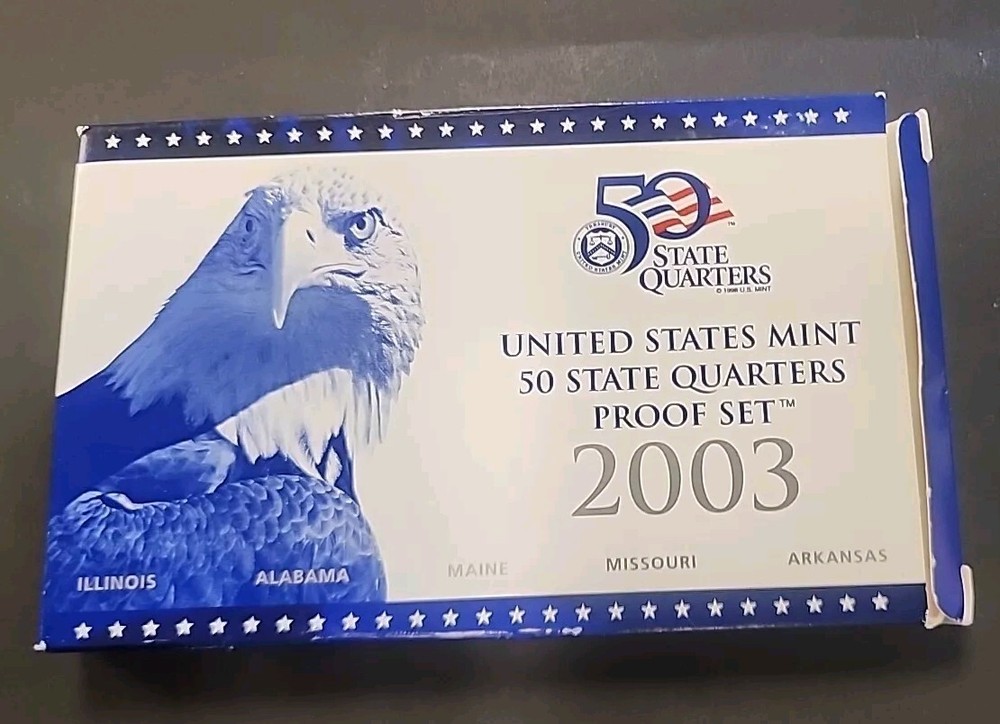 50
STATE
QUARTERS
© 1998 U.S. MINT
UNITED STATES MINT
50 STATE QUARTERS
PROOF SET™
2003
ILLINOIS ALABAMA MAINE MISSOURI ARKANSAS